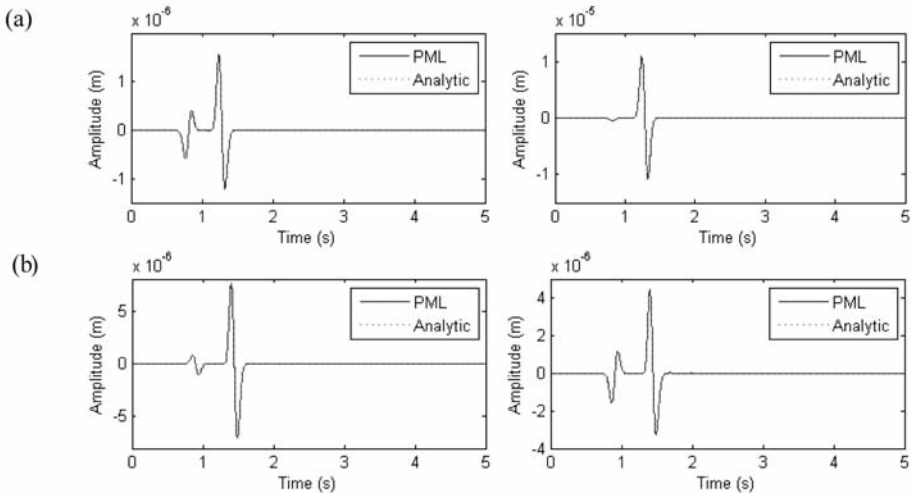 (a)
x 10⁻⁶
1
0
-1
Amplitude (m)
PML
Analytic
0 1 2 3 4 5
Time (s)
x 10⁻⁵
1
0
-1
Amplitude (m)
PML
Analytic
0 1 2 3 4 5
Time (s)
(b)
x 10⁻⁶
5
0
-5
Amplitude (m)
PML
Analytic
0 1 2 3 4 5
Time (s)
x 10⁻⁶
4
2
0
-2
-4
Amplitude (m)
PML
Analytic
0 1 2 3 4 5
Time (s)